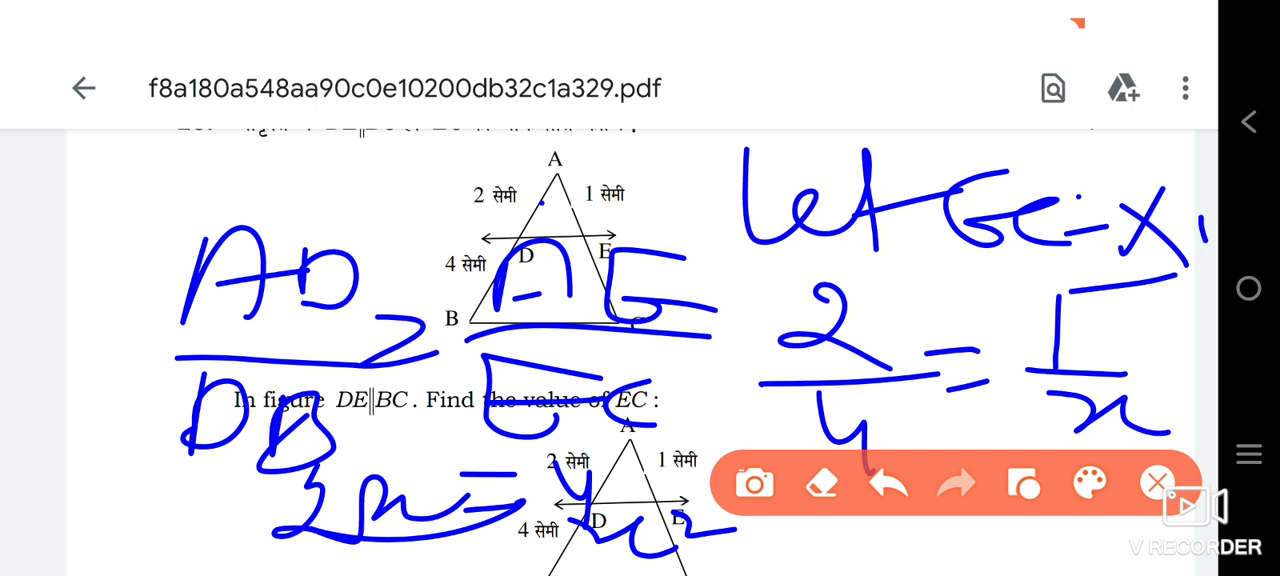 f8a180a548aa90c0e10200db32c1a329.pdf
A
2 सेमी
1 सेमी
Let EC = x
D
E
4 सेमी
B
AD
DB
=
AE
EC
2
4
=
1
x
In figure DE||BC. Find the value of EC :
A
2 सेमी
1 सेमी
2x = 4
D
E
4 सेमी
V RECORDER